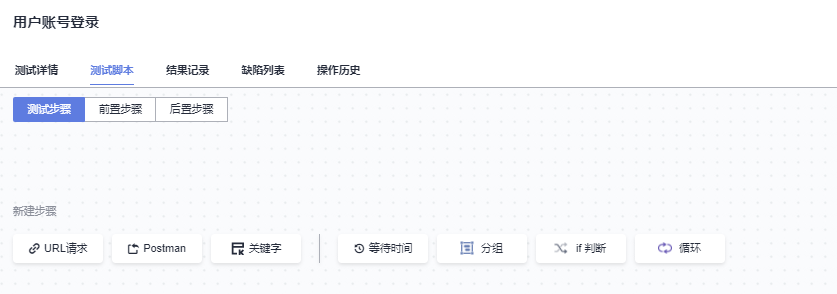 用户账号登录
测试详情 测试脚本 结果记录 缺陷列表 操作历史
测试步骤 前置步骤 后置步骤
新建步骤
URL请求 Postman 关键字 等待时间 分组 if 判断 循环